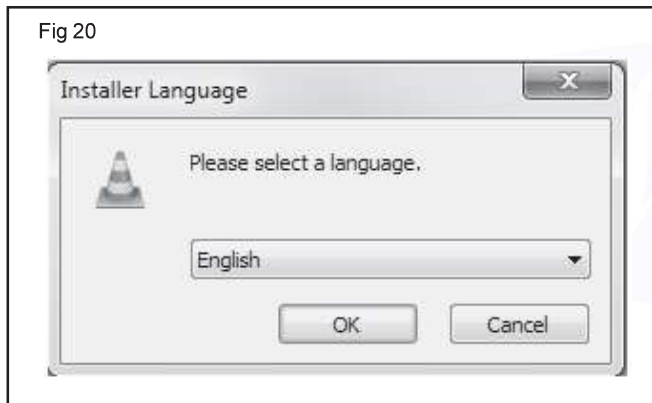 Fig 20
Installer Language
Please select a language.
English
OK
Cancel